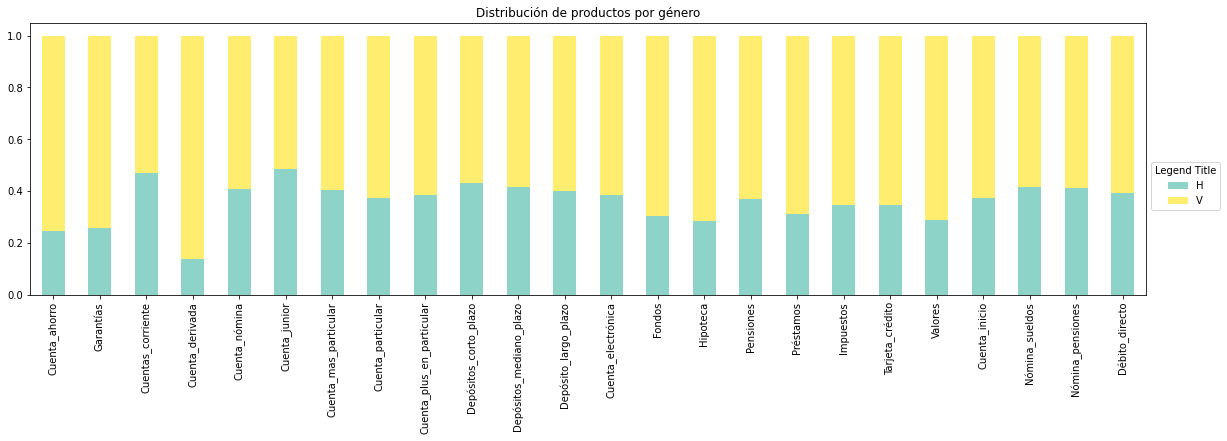 Distribución de productos por género
1.0
0.8
0.6
0.4
0.2
0.0
Cuenta_ahorro
Garantías
Cuentas_corriente
Cuenta_derivada
Cuenta_nómina
Cuenta_junior
Cuenta_mas_particular
Cuenta_particular
Cuenta_plus_en_particular
Depósitos_corto_plazo
Depósitos_mediano_plazo
Depósito_largo_plazo
Cuenta_electrónica
Fondos
Hipoteca
Pensiones
Préstamos
Impuestos
Tarjeta_crédito
Valores
Cuenta_inicio
Nómina_sueldos
Nómina_pensiones
Débito_directo
Legend Title
H
V